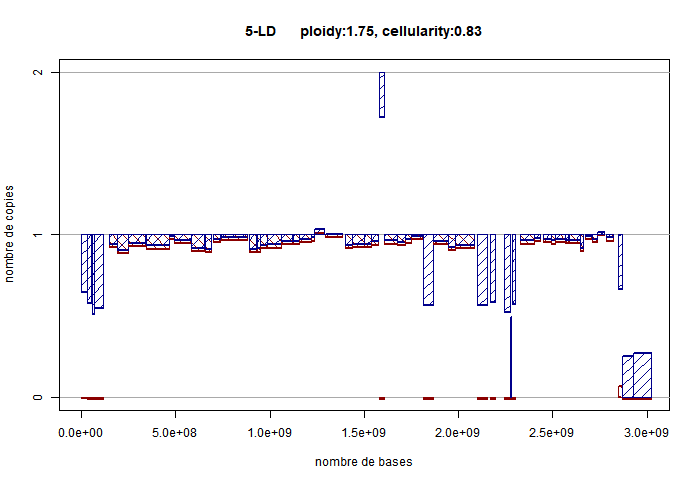 5-LD ploidy:1.75, cellularity:0.83
nombre de copies
2
1
0
0.0e+00 5.0e+08 1.0e+09 1.5e+09 2.0e+09 2.5e+09 3.0e+09
nombre de bases